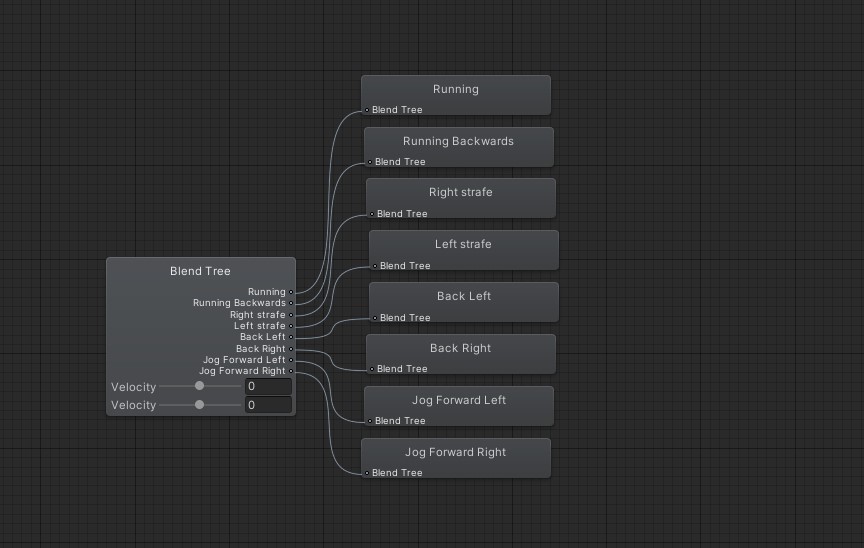 Running
Blend Tree
Running Backwards
Blend Tree
Right strafe
Blend Tree
Left strafe
Blend Tree
Back Left
Blend Tree
Back Right
Blend Tree
Jog Forward Left
Blend Tree
Jog Forward Right
Blend Tree
Blend Tree
Running
Running Backwards
Right strafe
Left strafe
Back Left
Back Right
Jog Forward Left
Jog Forward Right
Velocity 0
Velocity 0